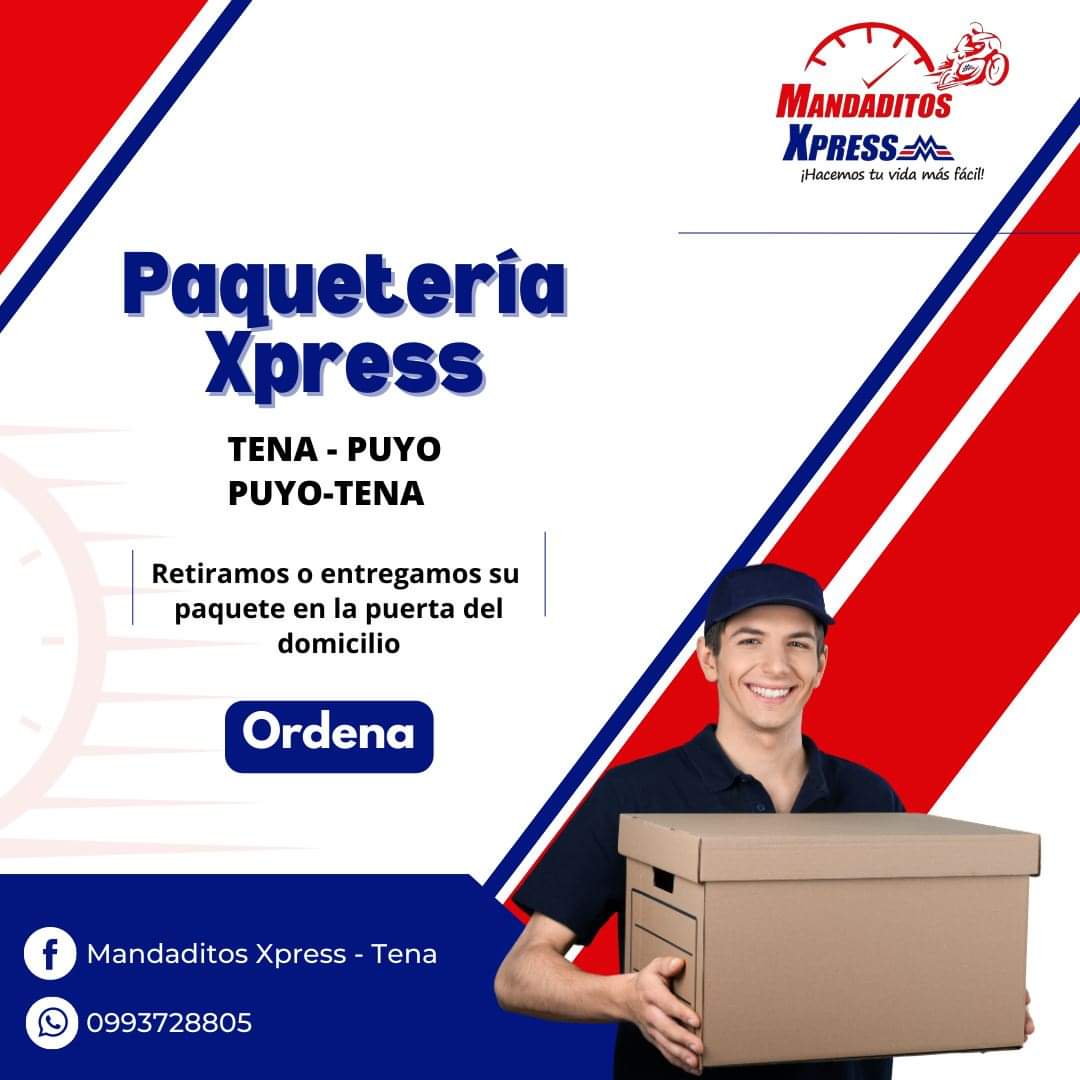 MANDADITOS
XPRESS
¡Hacemos tu vida más fácil!
Paquetería
Xpress
TENA - PUYO
PUYO-TENA
Retiramos o entregamos su
paquete en la puerta del
domicilio
Ordena
Mandaditos Xpress - Tena
0993728805